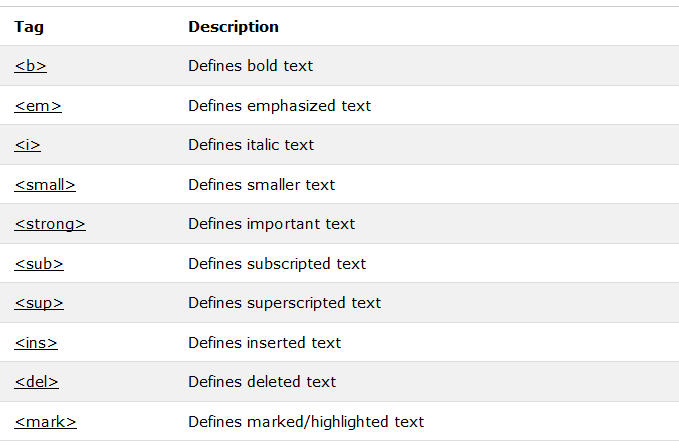 Tag Description
<b> Defines bold text
<em> Defines emphasized text
<i> Defines italic text
<small> Defines smaller text
<strong> Defines important text
<sub> Defines subscripted text
<sup> Defines superscripted text
<ins> Defines inserted text
<del> Defines deleted text
<mark> Defines marked/highlighted text